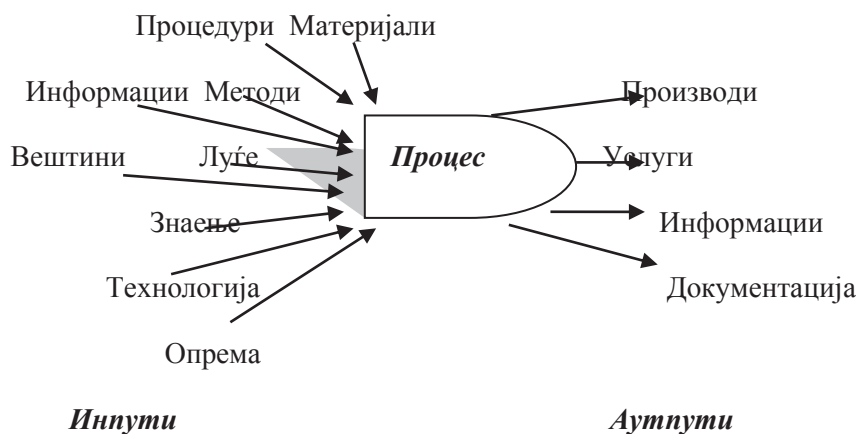 Процедури Материјали
Информации Методи Производи
Вештини Луѓе Процес Услуги
Знаење Информации
Технологија Документација
Опрема
Инпути Аутпути